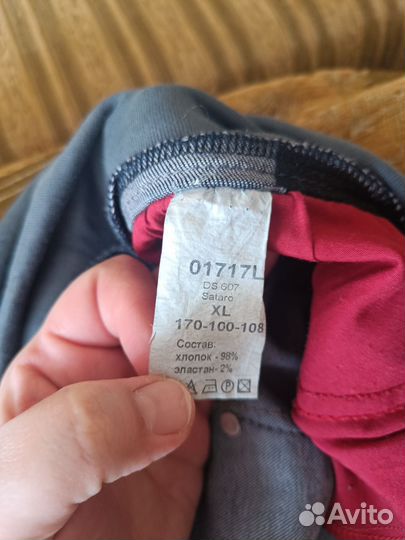 01717L
DS 607
Sataro
XL
170-100-108
Состав:
хлопок - 98%
эластан- 2%
Avito